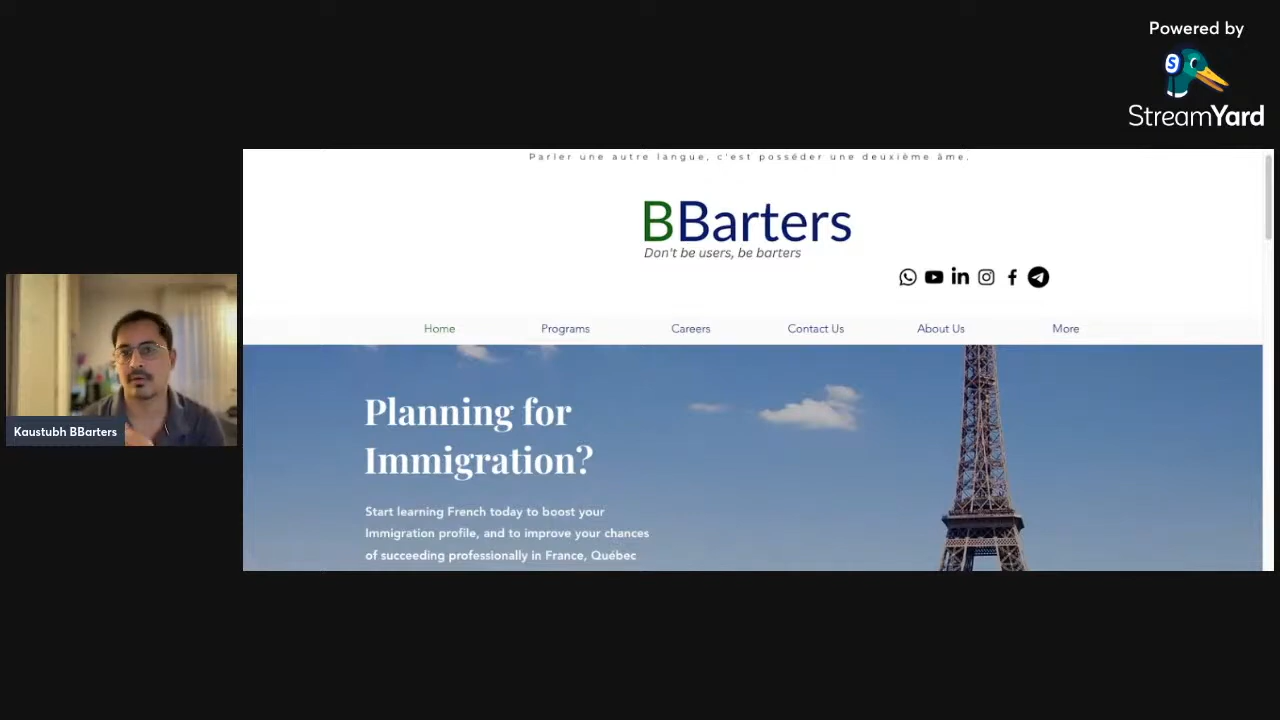 Powered by
StreamYard
Parler une autre langue, c'est posséder une deuxième âme.
BBarters
Don't be users, be barters
Home
Programs
Careers
Contact Us
About Us
More
Planning for
Immigration?
Start learning French today to boost your
Immigration profile, and to improve your chances
of succeeding professionally in France, Québec
Kaustubh BBarters